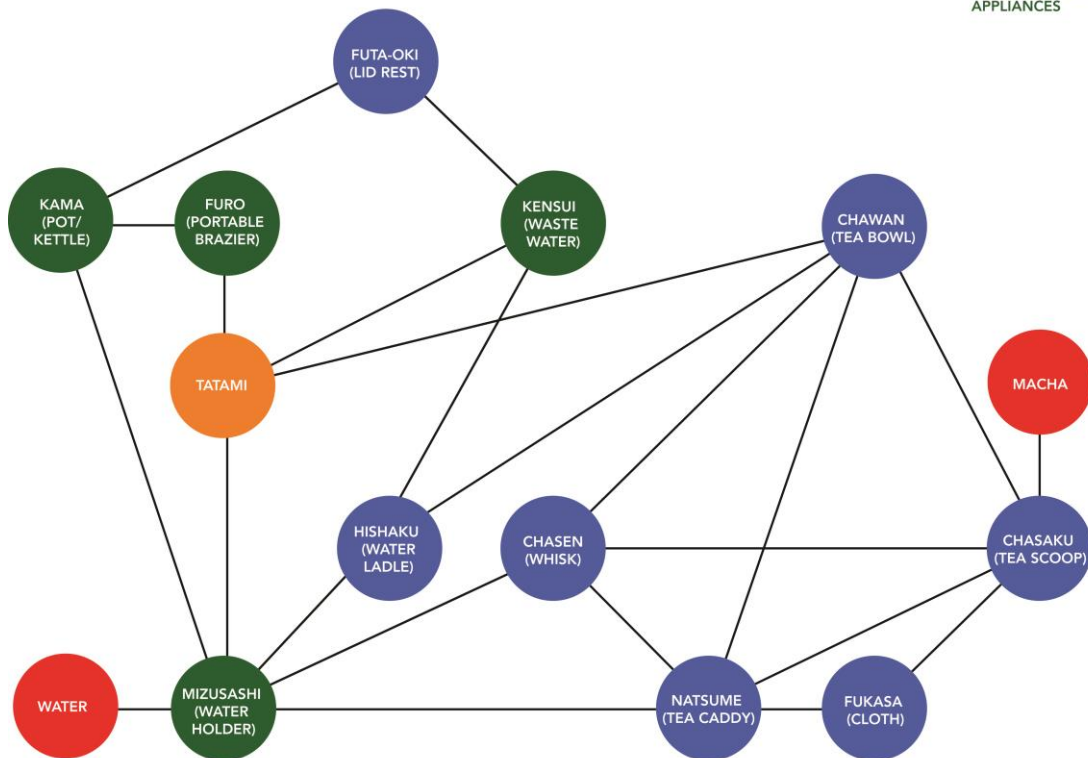 APPLIANCES
FUTA-OKI
(LID REST)
KAMA
(POT/
KETTLE)
FURO
(PORTABLE
BRAZIER)
KENSUI
(WASTE
WATER)
CHAWAN
(TEA BOWL)
TATAMI
MACHA
HISHAKU
(WATER
LADLE)
CHASEN
(WHISK)
CHASAKU
(TEA SCOOP)
WATER
MIZUSASHI
(WATER
HOLDER)
NATSUME
(TEA CADDY)
FUKASA
(CLOTH)